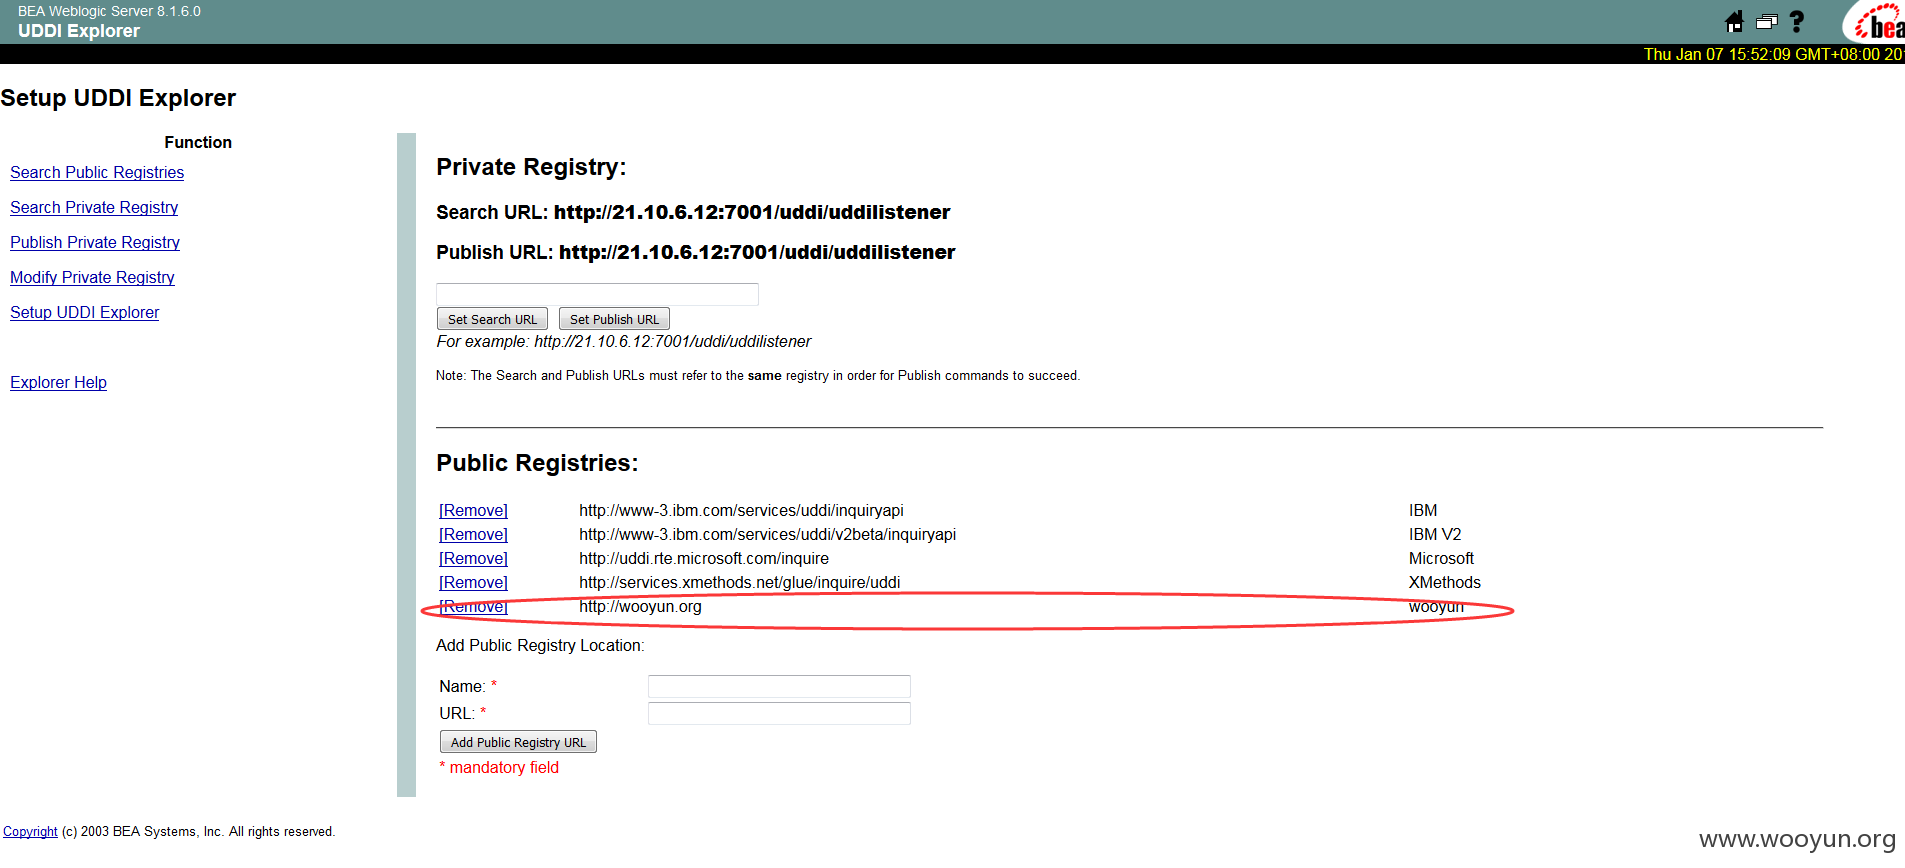 BEA Weblogic Server 8.1.6.0
UDDI Explorer
bea
Thu Jan 07 15:52:09 GMT+08:00 20
Setup UDDI Explorer
Function
Search Public Registries
Search Private Registry
Publish Private Registry
Modify Private Registry
Setup UDDI Explorer
Explorer Help
Private Registry:
Search URL: http://21.10.6.12:7001/uddi/uddilistener
Publish URL: http://21.10.6.12:7001/uddi/uddilistener
Set Search URL Set Publish URL
For example: http://21.10.6.12:7001/uddi/uddilistener
Note: The Search and Publish URLs must refer to the same registry in order for Publish commands to succeed.
Public Registries:
[Remove] http://www-3.ibm.com/services/uddi/inquiryapi IBM
[Remove] http://www-3.ibm.com/services/uddi/v2beta/inquiryapi IBM V2
[Remove] http://uddi.rte.microsoft.com/inquire Microsoft
[Remove] http://services.xmethods.net/glue/inquire/uddi XMethods
[Remove] http://wooyun.org wooyun
Add Public Registry Location:
Name: *
URL: *
Add Public Registry URL
* mandatory field
Copyright (c) 2003 BEA Systems, Inc. All rights reserved.
www.wooyun.org